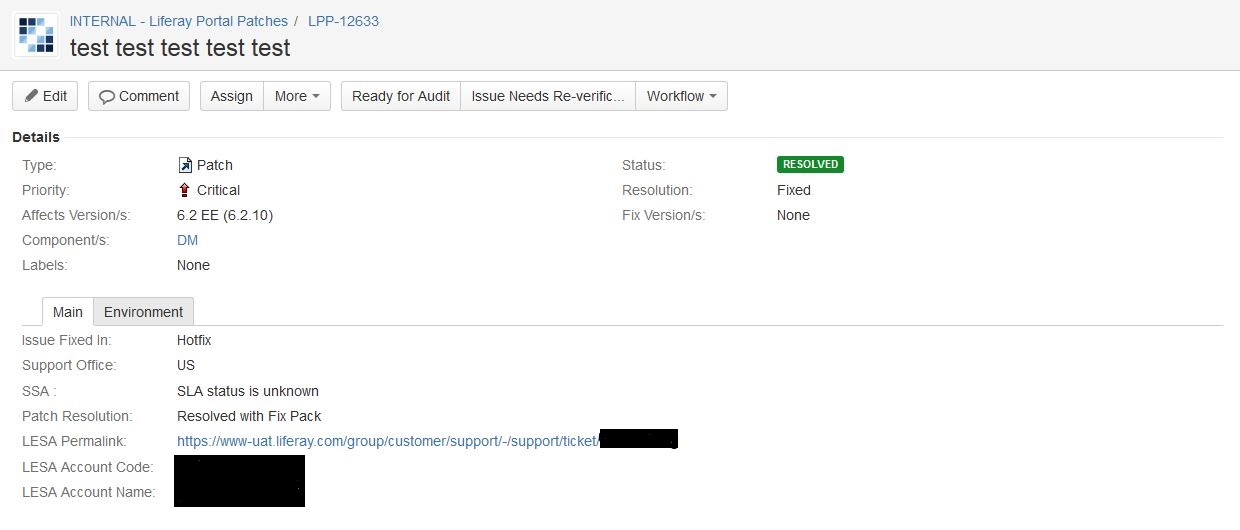 INTERNAL - Liferay Portal Patches / LPP-12633
test test test test test
Edit Comment Assign More Ready for Audit Issue Needs Re-verific... Workflow
Details
Type: Patch Status: RESOLVED
Priority: Critical Resolution: Fixed
Affects Version/s: 6.2 EE (6.2.10) Fix Version/s: None
Component/s: DM
Labels: None
Main Environment
Issue Fixed In: Hotfix
Support Office: US
SSA : SLA status is unknown
Patch Resolution: Resolved with Fix Pack
LESA Permalink: https://www-uat.liferay.com/group/customer/support/-/support/ticket/
LESA Account Code:
LESA Account Name: